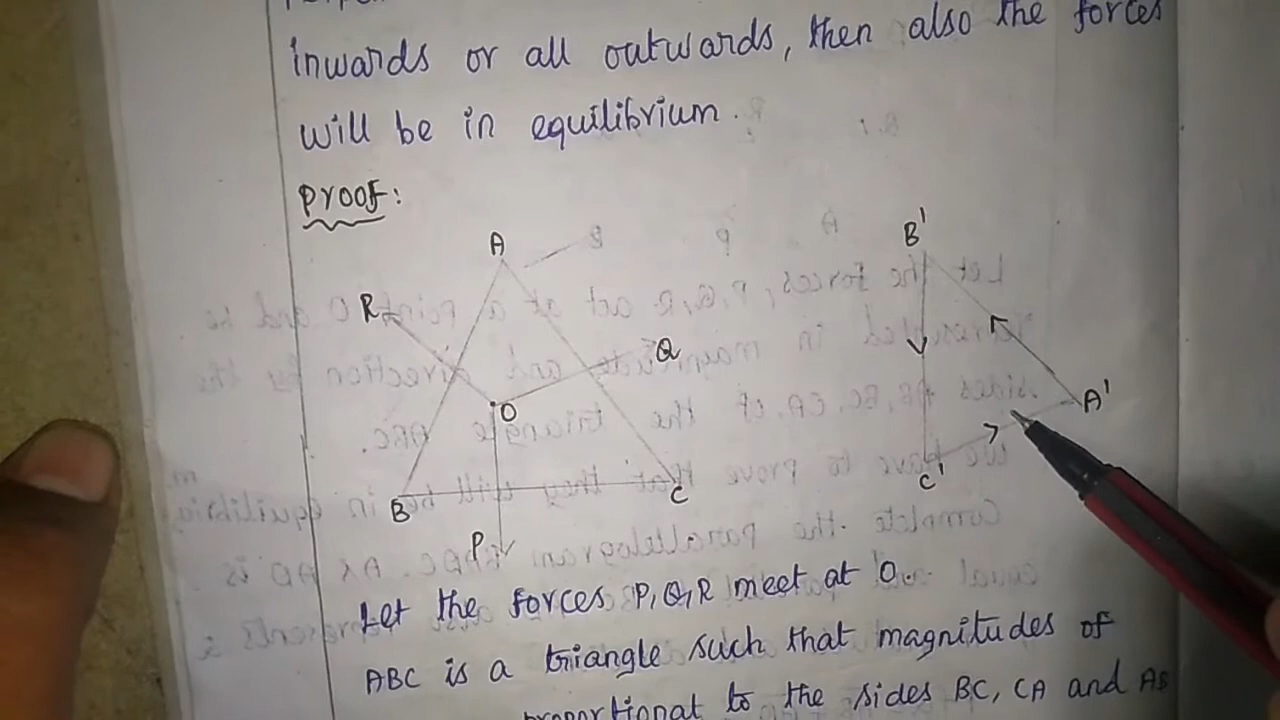 inwards or all outwards, then also the forces
will be in equilibrium.
Proof:
A
R
Q
O
B
C
P
B'
A'
C'
Let the forces P, Q, R meet at O.
ABC is a triangle such that magnitudes of
proportional to the sides BC, CA and AB